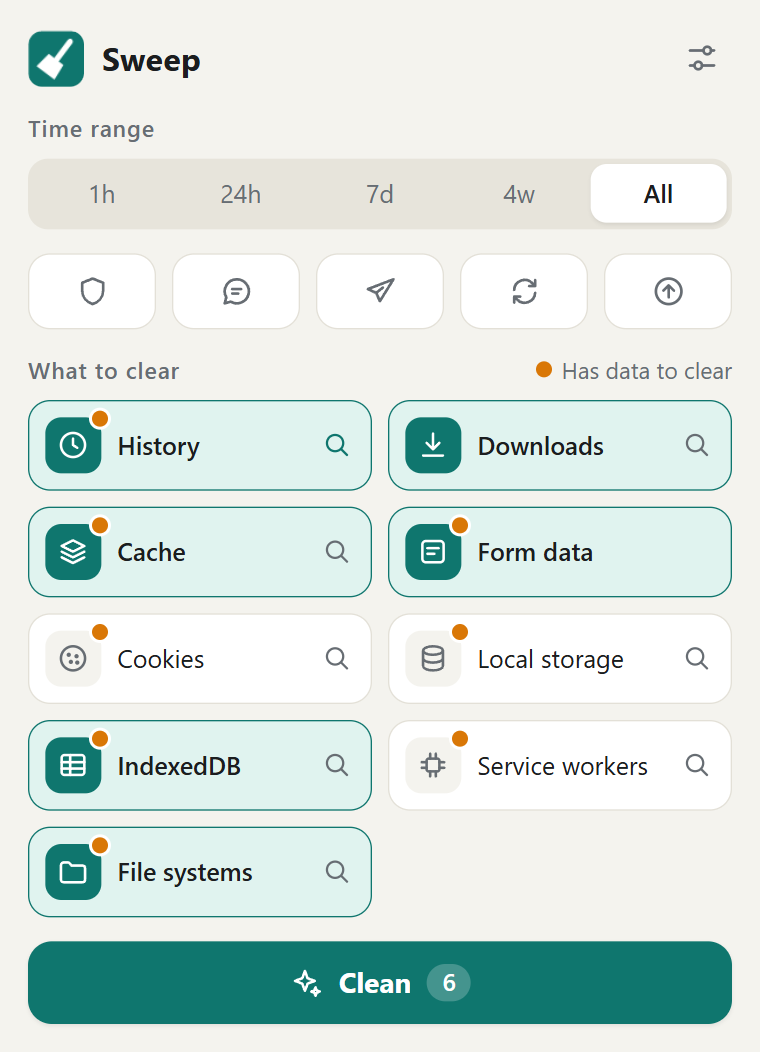 Sweep
Time range
1h 24h 7d 4w All
What to clear Has data to clear
History Downloads
Cache Form data
Cookies Local storage
IndexedDB Service workers
File systems
Clean 6